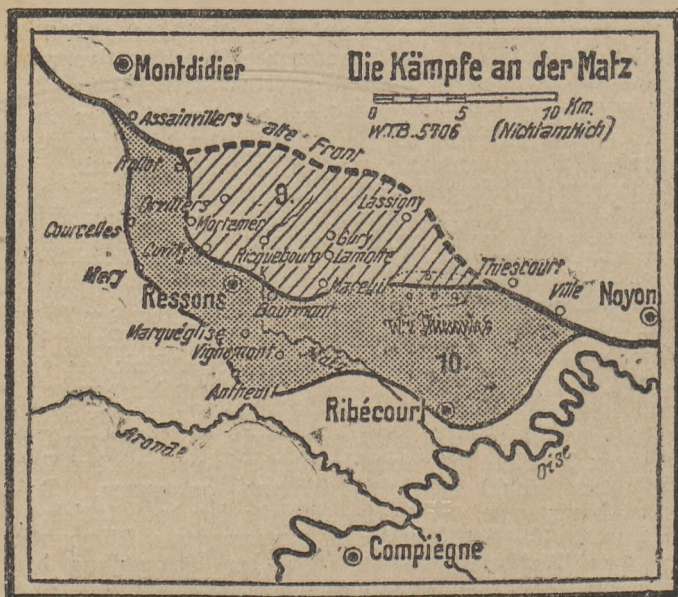 Montdidier
Die Kämpfe an der Matz
0 5 10 Km.
W.T.B. 5706 (Nichtamtlich)
Assainvillers
alte Front
Rollot
9.
Lassigny
Orvillers
Mortemer
Courcelles
Gury
Cuvilly
Ricquebourg
Lamotte
Mery
Thiescourt
Ressons
Mareuil
Ville
Noyon
Bourmont
Marquéglise
Vignemont
Matz
10.
Antheuil
Ribécourt
Aronde
Oise
Compiègne